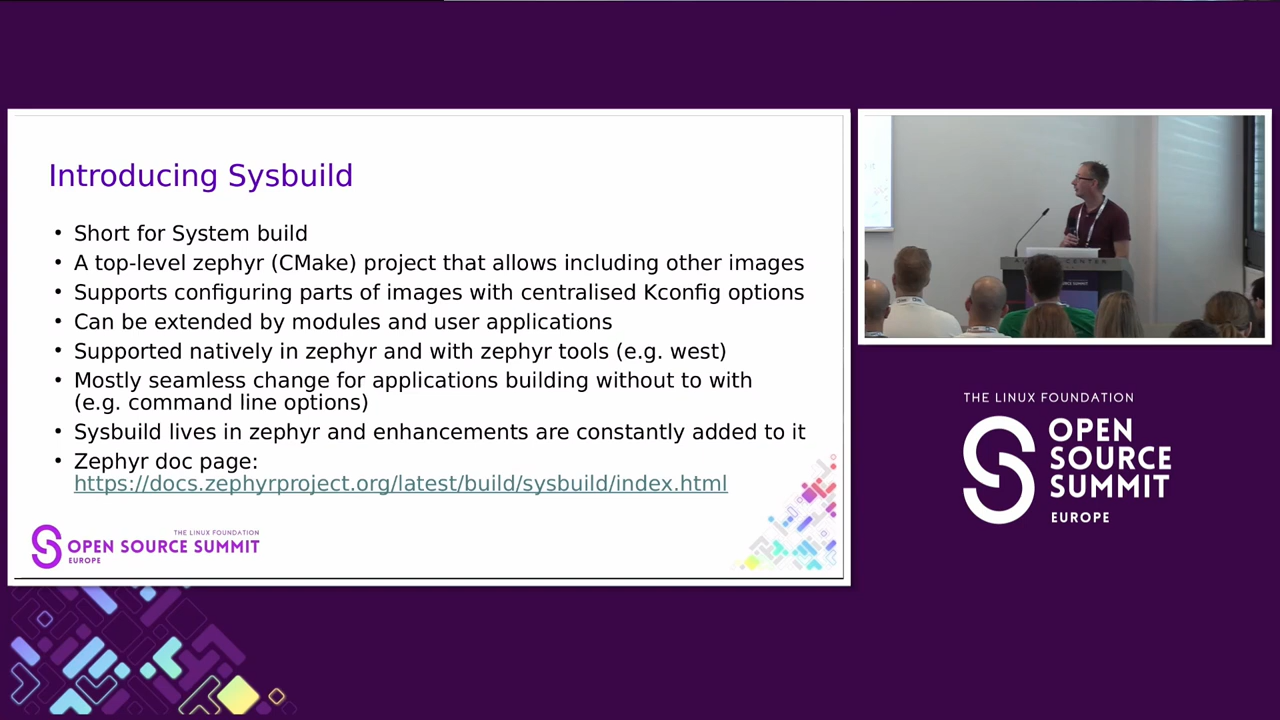 Introducing Sysbuild
• Short for System build
• A top-level zephyr (CMake) project that allows including other images
• Supports configuring parts of images with centralised Kconfig options
• Can be extended by modules and user applications
• Supported natively in zephyr and with zephyr tools (e.g. west)
• Mostly seamless change for applications building without to with
(e.g. command line options)
• Sysbuild lives in zephyr and enhancements are constantly added to it
• Zephyr doc page:
https://docs.zephyrproject.org/latest/build/sysbuild/index.html
THE LINUX FOUNDATION
OPEN SOURCE SUMMIT
EUROPE
THE LINUX FOUNDATION
OPEN
SOURCE
SUMMIT
EUROPE